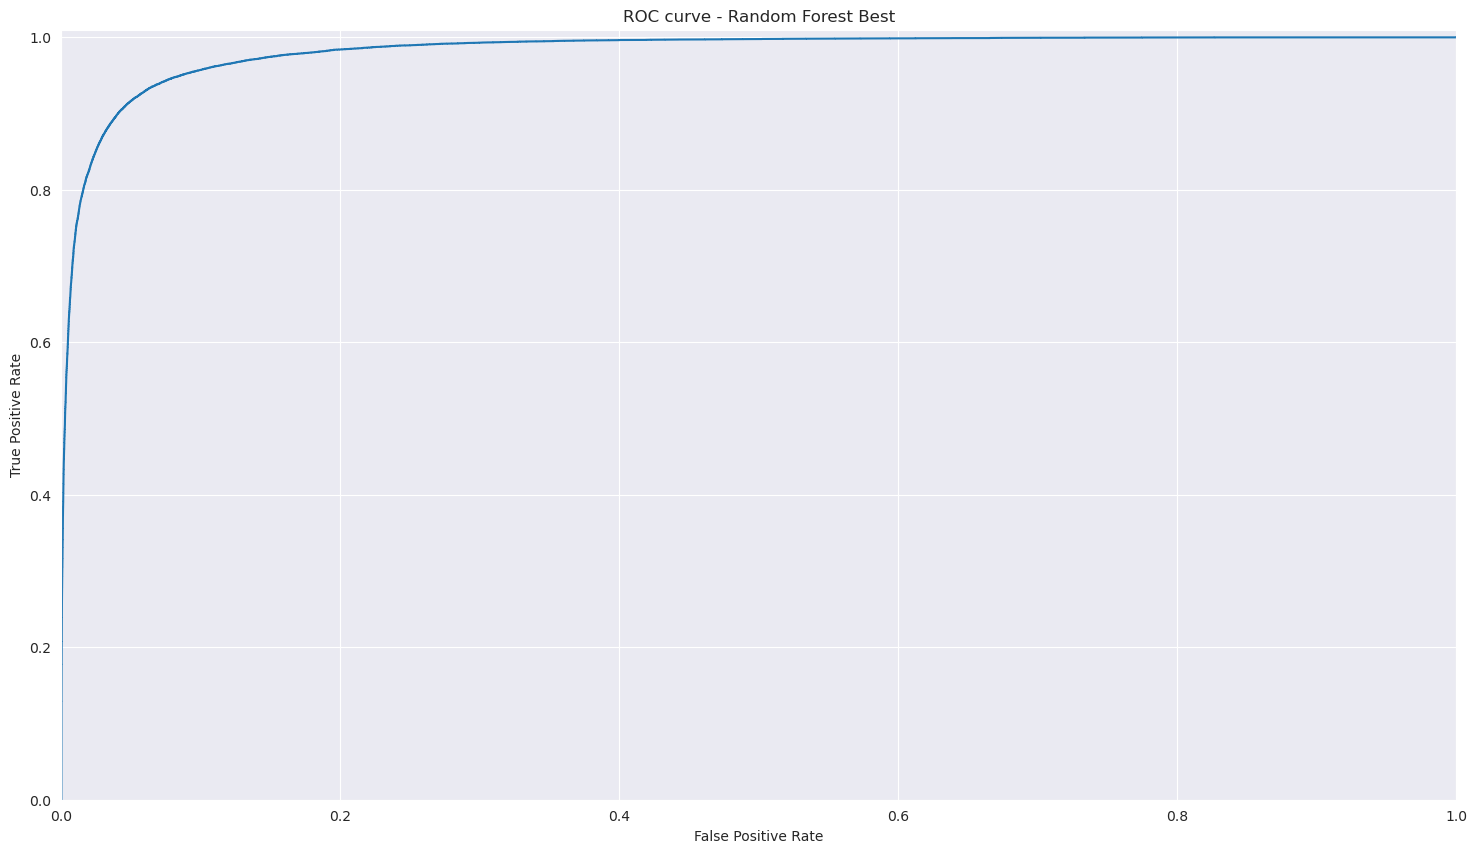 ROC curve - Random Forest Best
1.0
0.8
0.6
0.4
0.2
0.0
True Positive Rate
0.0 0.2 0.4 0.6 0.8 1.0
False Positive Rate